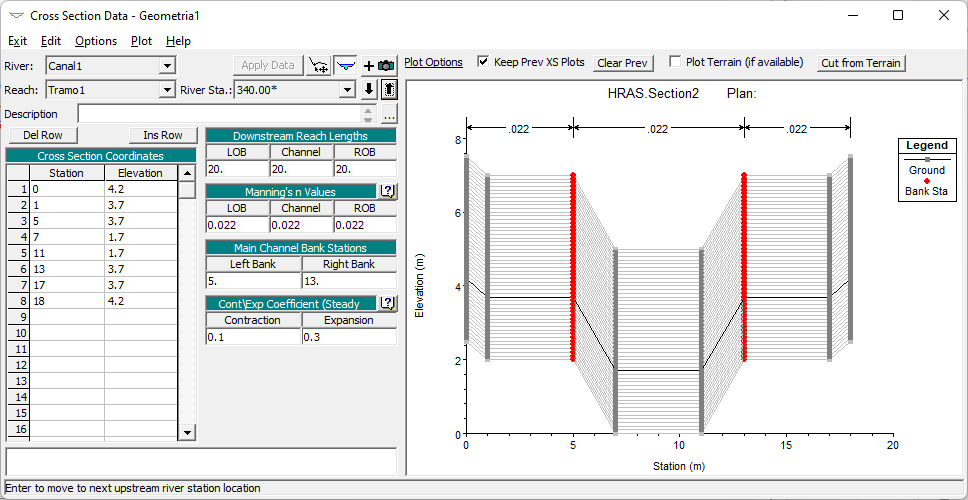 Cross Section Data - Geometria1
Exit Edit Options Plot Help
River: Canal1 Apply Data
Reach: Tramo1 River Sta.: 340.00*
Description ...
Del Row Ins Row
Cross Section Coordinates
Station Elevation
1 0 4.2
2 1 3.7
3 5 3.7
4 7 1.7
5 11 1.7
6 13 3.7
7 17 3.7
8 18 4.2
9
10
11
12
13
14
15
16
Downstream Reach Lengths
LOB Channel ROB
20. 20. 20.
Manning's n Values
LOB Channel ROB
0.022 0.022 0.022
Main Channel Bank Stations
Left Bank Right Bank
5. 13.
Cont\Exp Coefficient (Steady
Contraction Expansion
0.1 0.3
Plot Options Keep Prev XS Plots Clear Prev Plot Terrain (if available) Cut from Terrain
HRAS.Section2 Plan:
.022 .022 .022
Legend
Ground
Bank Sta
Elevation (m)
8
6
4
2
0
0 5 10 15 20
Station (m)
Enter to move to next upstream river station location